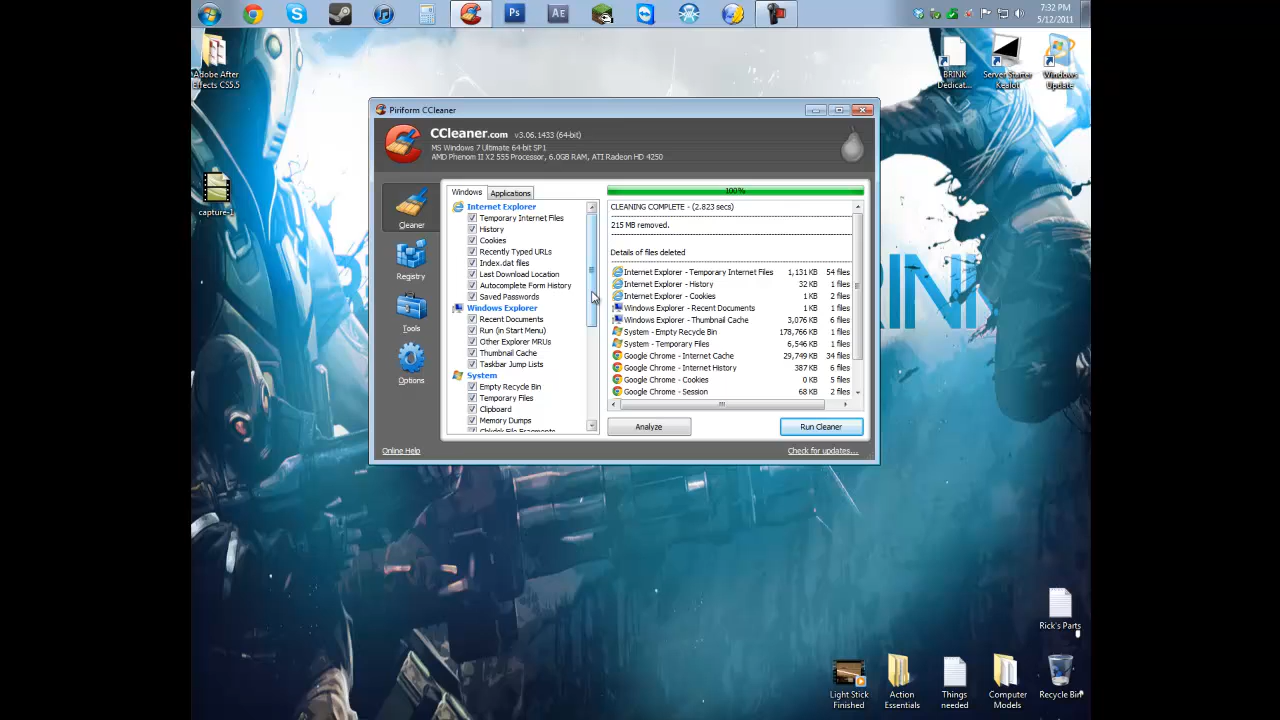 Ps
AE
7:32 PM
5/12/2011
Adobe After
Effects CS5.5
BRINK
Dedicat...
Server Starter
Kealot
Windows
Update
capture-1
Piriform CCleaner
CCleaner.com v3.06.1433 (64-bit)
MS Windows 7 Ultimate 64-bit SP1
AMD Phenom II X2 555 Processor, 6.0GB RAM, ATI Radeon HD 4250
Cleaner
Registry
Tools
Options
Windows
Applications
Internet Explorer
Temporary Internet Files
History
Cookies
Recently Typed URLs
Index.dat files
Last Download Location
Autocomplete Form History
Saved Passwords
Windows Explorer
Recent Documents
Run (in Start Menu)
Other Explorer MRUs
Thumbnail Cache
Taskbar Jump Lists
System
Empty Recycle Bin
Temporary Files
Clipboard
Memory Dumps
Chkdsk File Fragments
100%
CLEANING COMPLETE - (2.823 secs)
215 MB removed.
Details of files deleted
Internet Explorer - Temporary Internet Files 1,131 KB 54 files
Internet Explorer - History 32 KB 1 files
Internet Explorer - Cookies 1 KB 2 files
Windows Explorer - Recent Documents 1 KB 1 files
Windows Explorer - Thumbnail Cache 3,076 KB 6 files
System - Empty Recycle Bin 178,766 KB 1 files
System - Temporary Files 6,546 KB 1 files
Google Chrome - Internet Cache 29,749 KB 34 files
Google Chrome - Internet History 387 KB 6 files
Google Chrome - Cookies 0 KB 5 files
Google Chrome - Session 68 KB 2 files
Analyze
Run Cleaner
Online Help
Check for updates...
RINK
Rick's Parts
Light Stick
Finished
Action
Essentials
Things
needed
Computer
Models
Recycle Bin